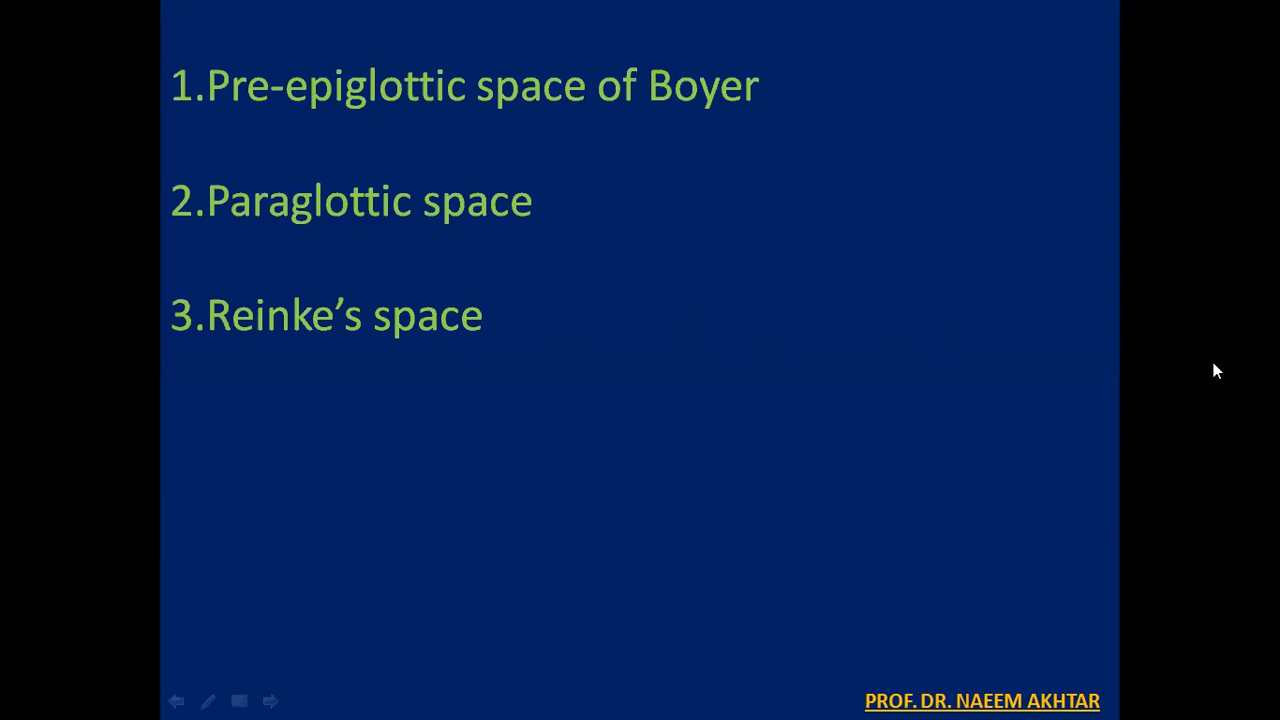 1.Pre-epiglottic space of Boyer
2.Paraglottic space
3.Reinke’s space
PROF. DR. NAEEM AKHTAR